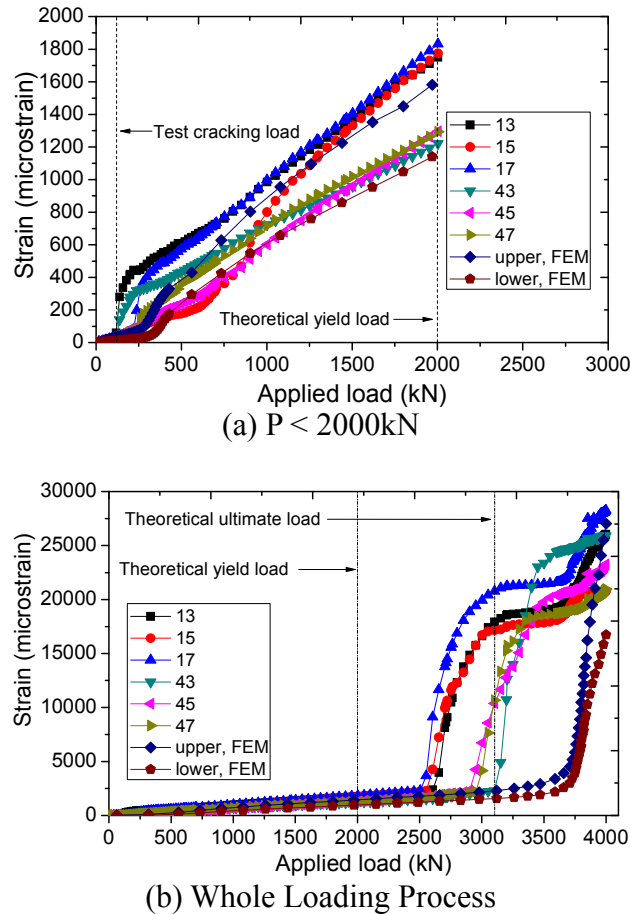 2000
1800
1600
1400
1200
1000
800
600
400
200
0
Strain (microstrain)
Test cracking load
13
15
17
43
45
47
upper, FEM
lower, FEM
Theoretical yield load
0 500 1000 1500 2000 2500 3000
Applied load (kN)
(a) P < 2000kN
30000
25000
20000
15000
10000
5000
0
Strain (microstrain)
Theoretical ultimate load
Theoretical yield load
13
15
17
43
45
47
upper, FEM
lower, FEM
0 500 1000 1500 2000 2500 3000 3500 4000
Applied load (kN)
(b) Whole Loading Process